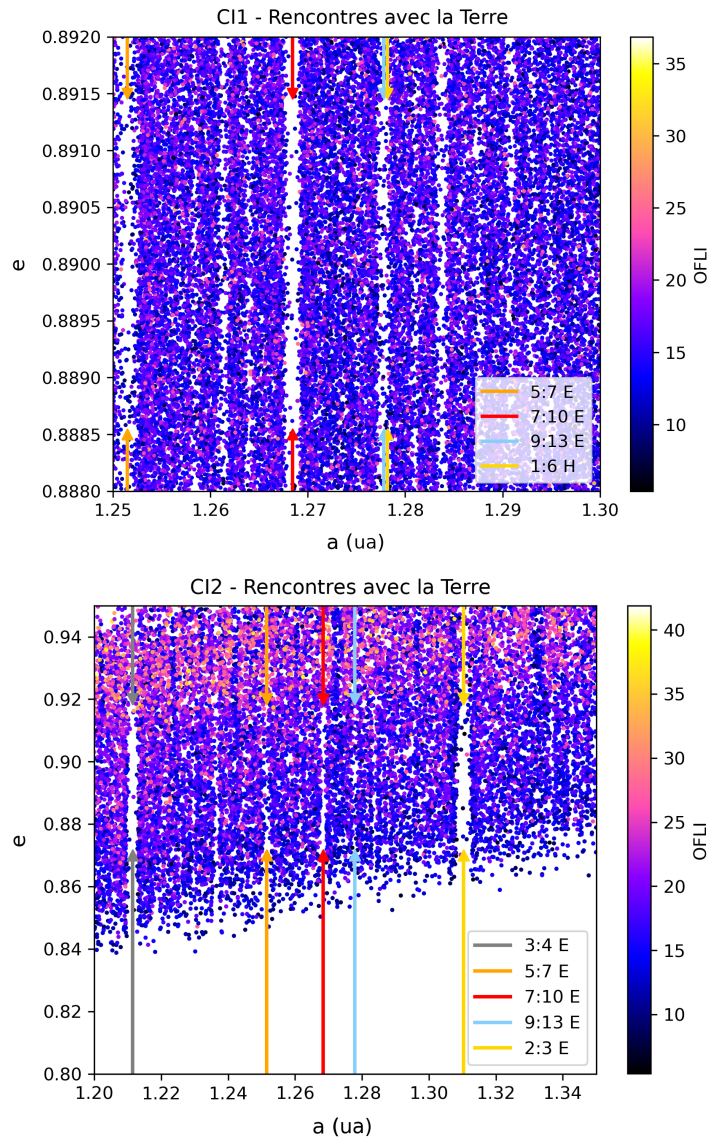 CI1 - Rencontres avec la Terre
0.8920
0.8915
0.8910
0.8905
0.8900
0.8895
0.8890
0.8885
0.8880
e
1.25
1.26
1.27
1.28
1.29
1.30
a (ua)
5:7 E
7:10 E
9:13 E
1:6 H
35
30
25
20
15
10
OFLI
CI2 - Rencontres avec la Terre
0.94
0.92
0.90
0.88
0.86
0.84
0.82
0.80
e
1.20
1.22
1.24
1.26
1.28
1.30
1.32
1.34
a (ua)
3:4 E
5:7 E
7:10 E
9:13 E
2:3 E
40
35
30
25
20
15
10
OFLI